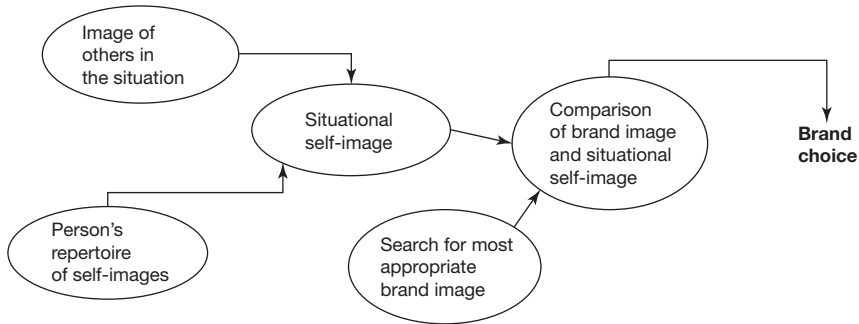 Image of
others in
the situation
Situational
self-image
Comparison
of brand image
and situational
self-image
Brand
choice
Person’s
repertoire
of self-images
Search for most
appropriate
brand image